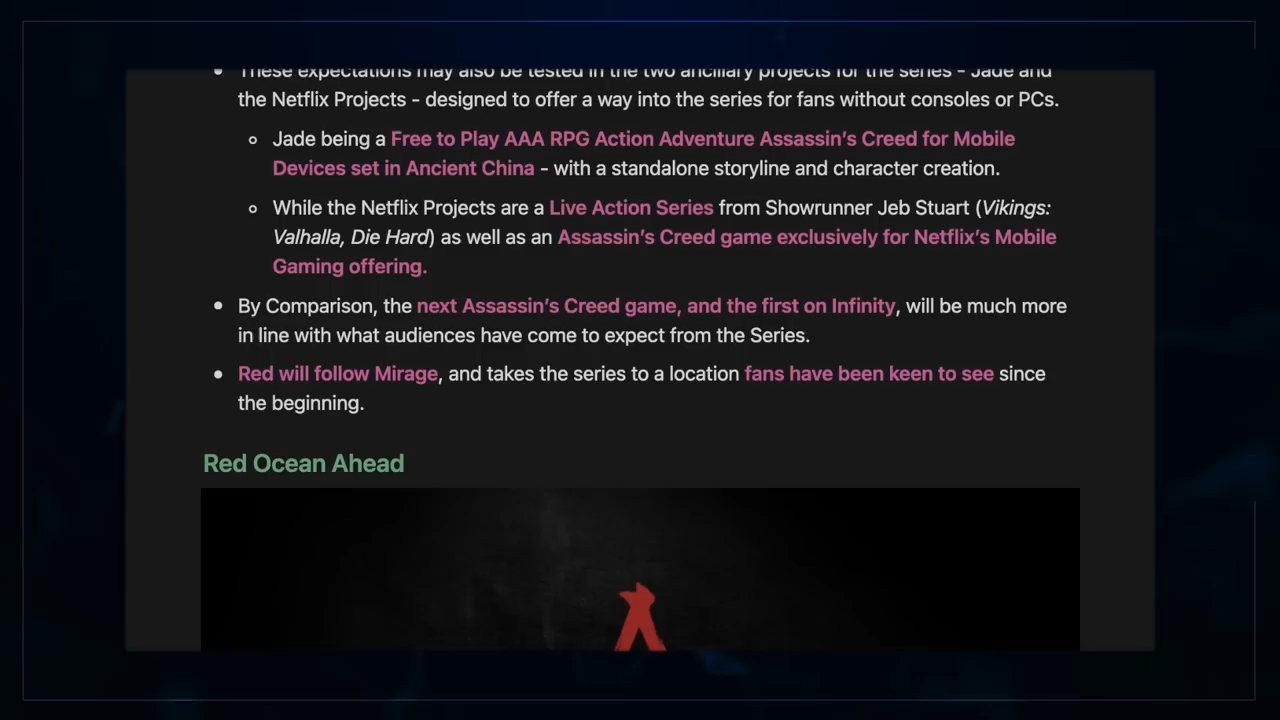 These expectations may also be tested in the two ancillary projects for the series - Jade and
the Netflix Projects - designed to offer a way into the series for fans without consoles or PCs.
Jade being a Free to Play AAA RPG Action Adventure Assassin's Creed for Mobile
Devices set in Ancient China - with a standalone storyline and character creation.
While the Netflix Projects are a Live Action Series from Showrunner Jeb Stuart (Vikings:
Valhalla, Die Hard) as well as an Assassin's Creed game exclusively for Netflix's Mobile
Gaming offering.
By Comparison, the next Assassin's Creed game, and the first on Infinity, will be much more
in line with what audiences have come to expect from the Series.
Red will follow Mirage, and takes the series to a location fans have been keen to see since
the beginning.
Red Ocean Ahead